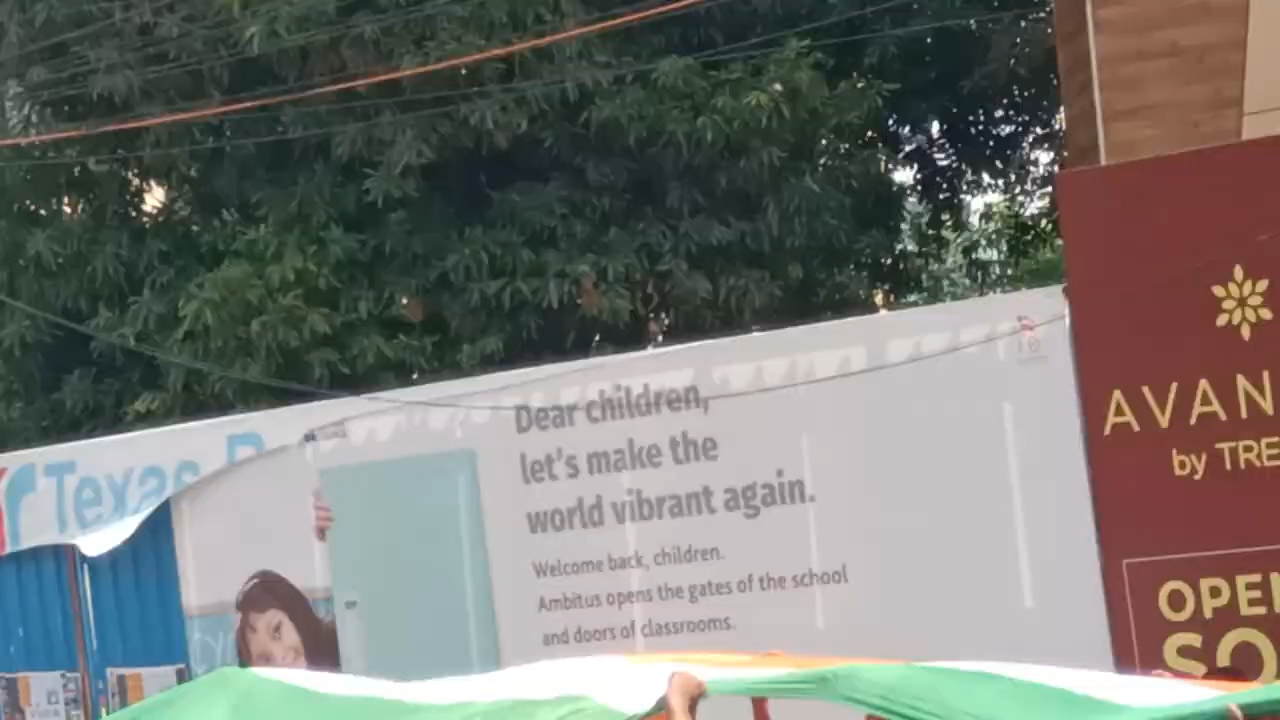 Texas
Dear children,
let's make the
world vibrant again.
Welcome back, children.
Ambitus opens the gates of the school
and doors of classrooms.
AVAN
by TRE
OPEN
SO